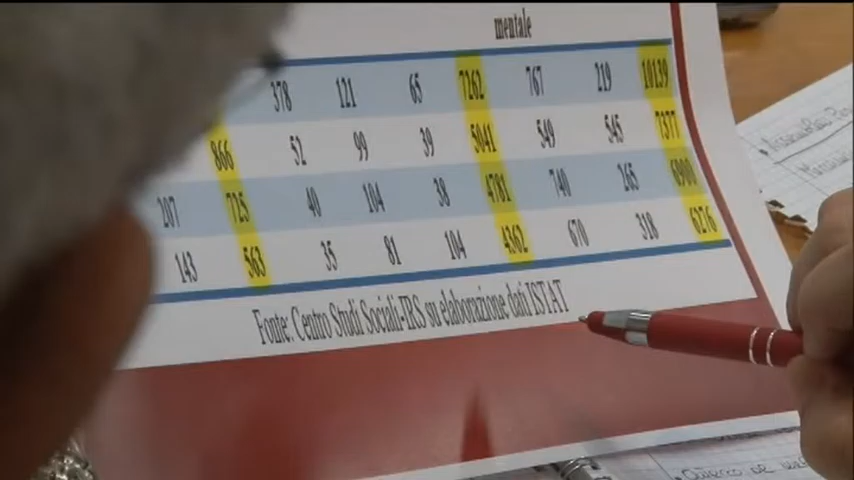 mentale
378 121 65 7262 767 219 10139
866 52 99 39 5041 549 545 7377
207 725 40 104 38 4781 740 265 6900
143 563 35 81 104 4362 670 318 6276
Fonte: Centro Studi Sociali-IRS su elaborazione dati ISTAT